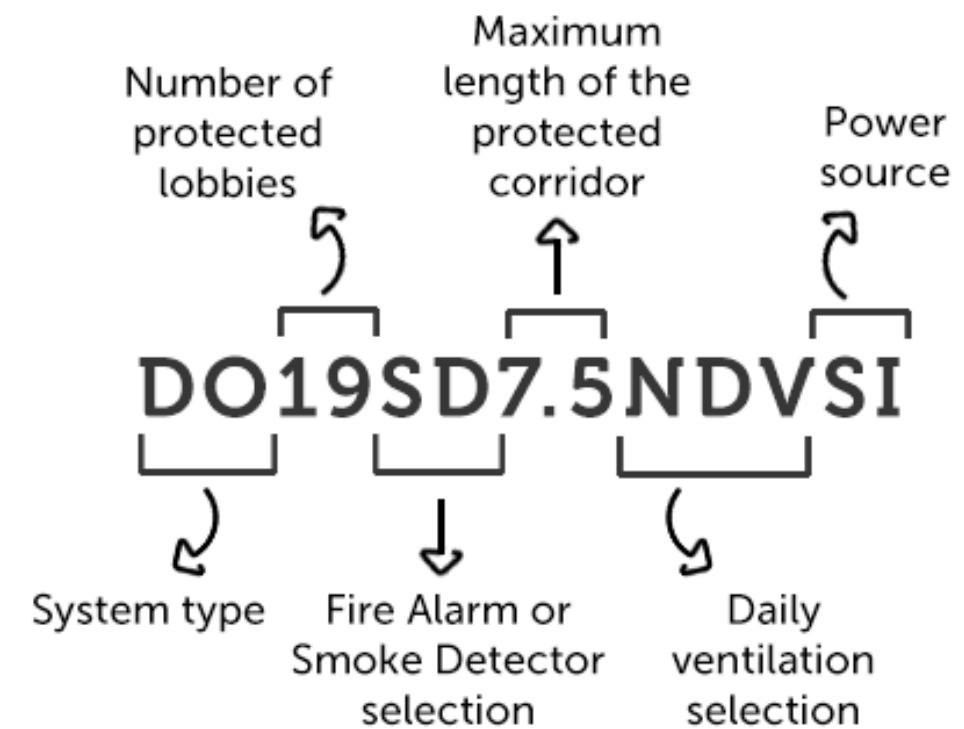 Number of
protected
lobbies
Maximum
length of the
protected
corridor
Power
source
DO19SD7.5NDVSI
System type
Fire Alarm or
Smoke Detector
selection
Daily
ventilation
selection